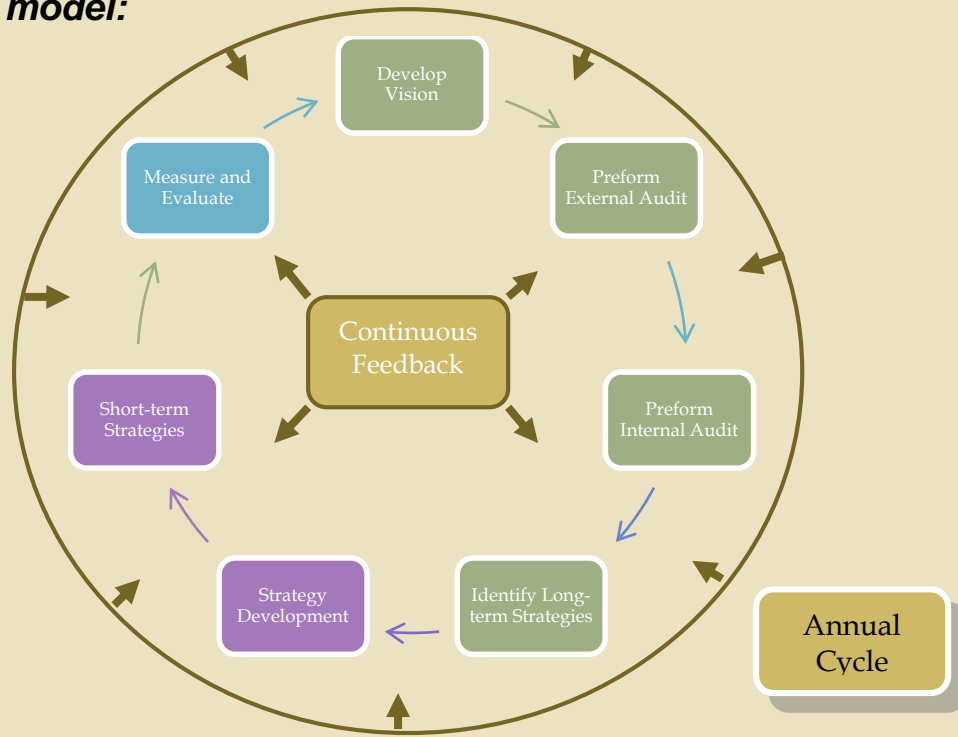 model:
Develop
Vision
Preform
External Audit
Preform
Internal Audit
Identify Long-
term Strategies
Strategy
Development
Short-term
Strategies
Measure and
Evaluate
Continuous
Feedback
Annual
Cycle